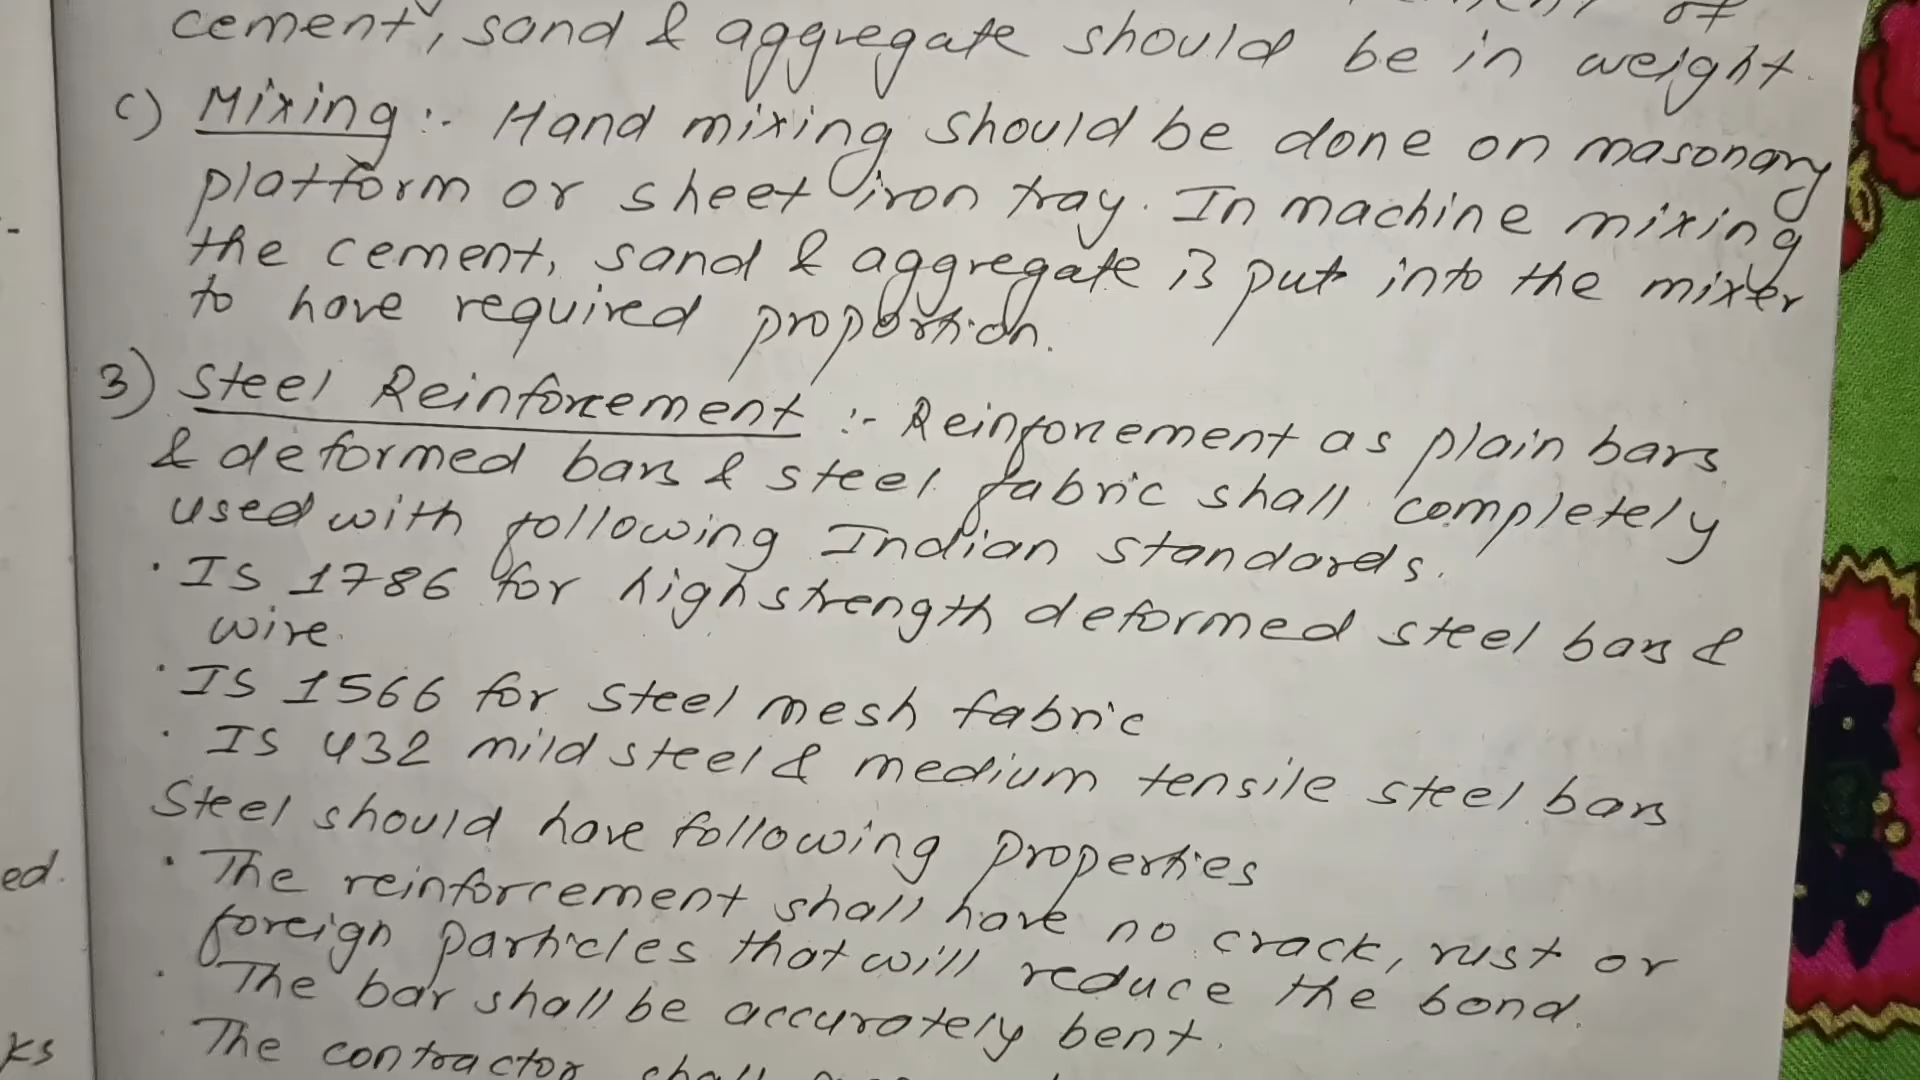 of
cement, sand & aggregate should be in weight.
c) Mixing :- Hand mixing should be done on masonary
platform or sheet iron tray. In machine mixing
the cement, sand & aggregate is put into the mixer
to have required proportion.
3) Steel Reinforcement :- Reinforcement as plain bars
& deformed bars & steel fabric shall completely
used with following Indian standards.
· IS 1786 for high strength deformed steel bars &
wire.
· IS 1566 for steel mesh fabric
· IS 432 mild steel & medium tensile steel bars
Steel should have following properties
· The reinforcement shall have no crack, rust or
foreign particles that will reduce the bond.
· The bar shall be accurately bent.
· The contractor shall
ed.
ks